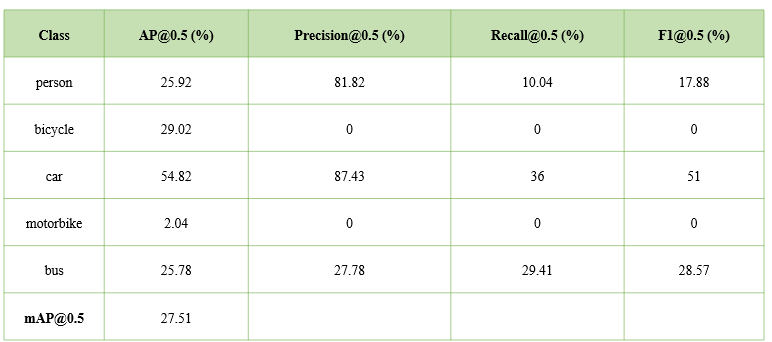 Class AP@0.5 (%) Precision@0.5 (%) Recall@0.5 (%) F1@0.5 (%)
person 25.92 81.82 10.04 17.88
bicycle 29.02 0 0 0
car 54.82 87.43 36 51
motorbike 2.04 0 0 0
bus 25.78 27.78 29.41 28.57
mAP@0.5 27.51